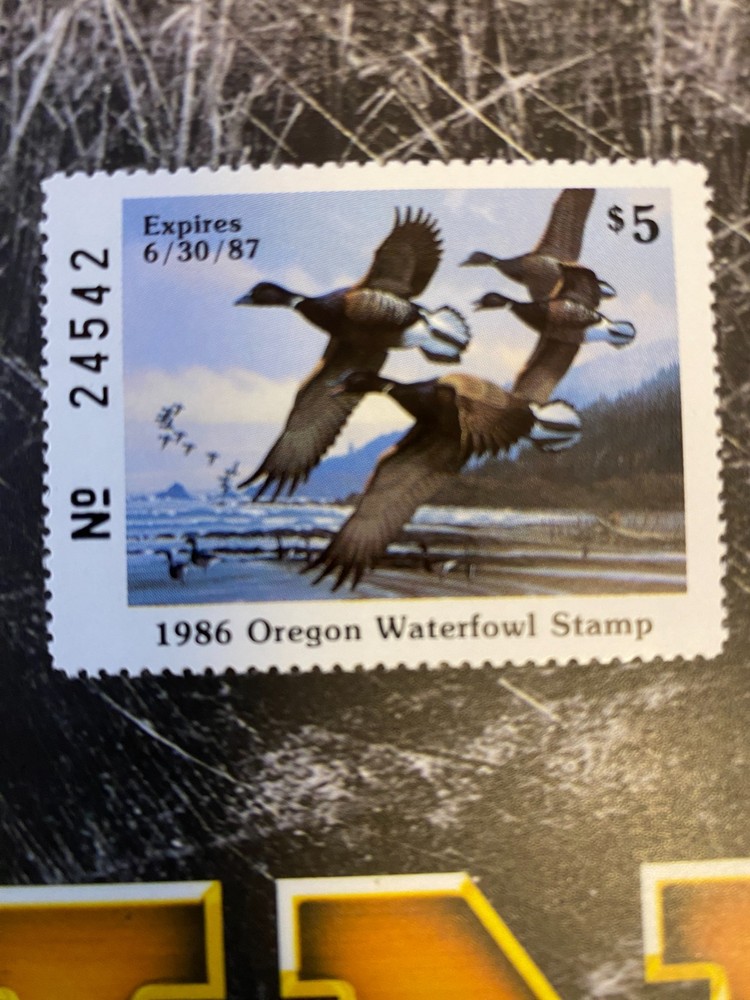 Expires
6/30/87
$5
Nº 24542
1986 Oregon Waterfowl Stamp